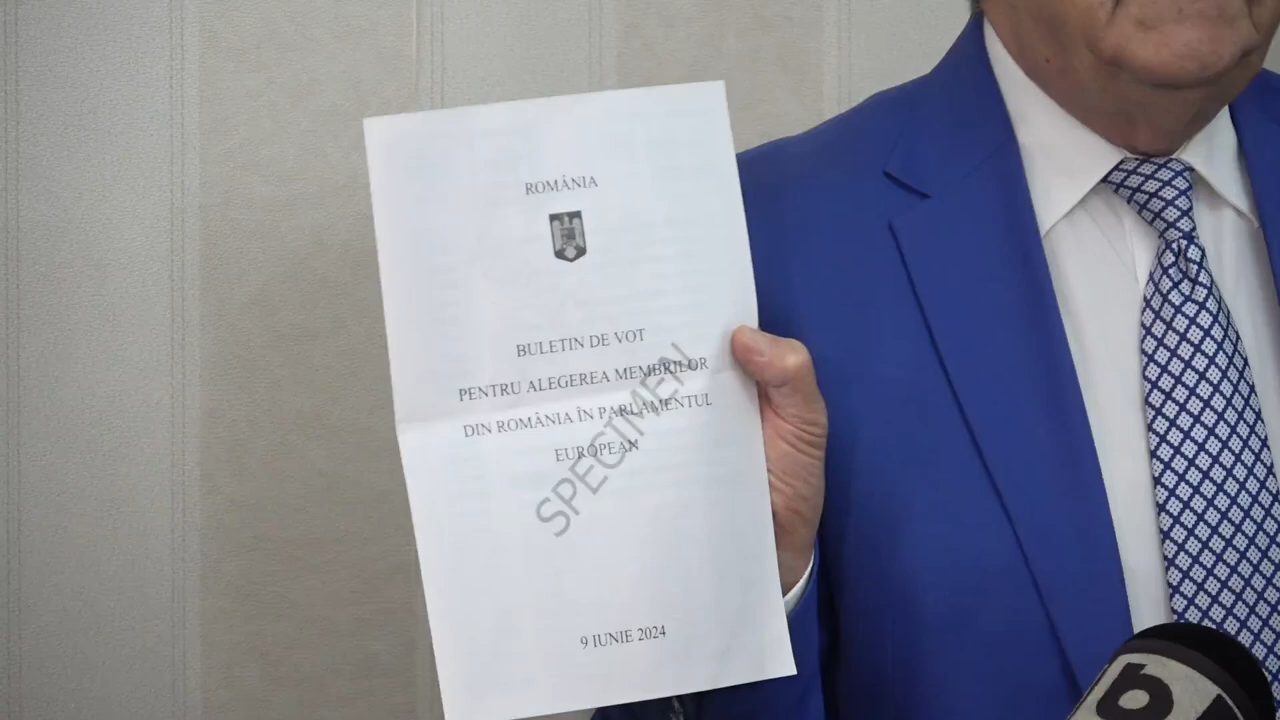 ROMÂNIA
BULETIN DE VOT
PENTRU ALEGEREA MEMBRILOR
DIN ROMÂNIA ÎN PARLAMENTUL
EUROPEAN
SPECIMEN
9 IUNIE 2024